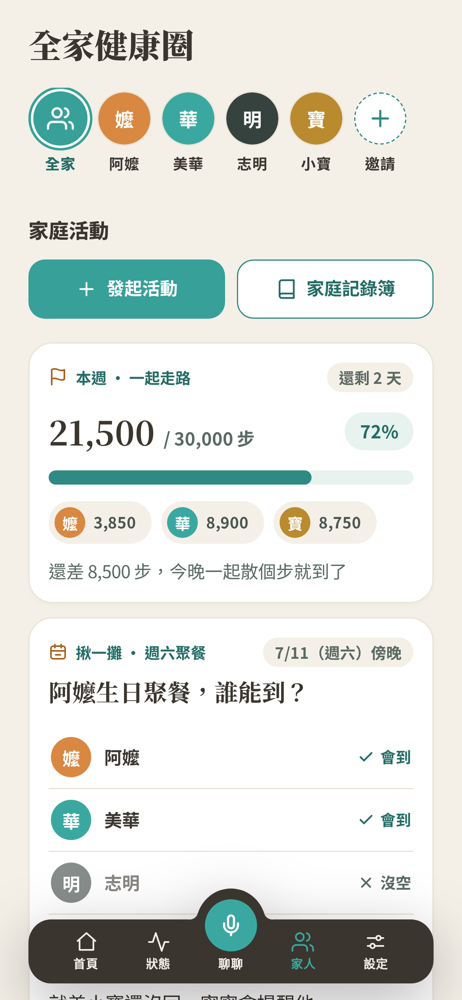 全家健康圈
嬤 華 明 寶
全家 阿嬤 美華 志明 小寶 邀請
家庭活動
發起活動 家庭記錄簿
本週・一起走路 還剩 2 天
21,500 / 30,000 步 72%
嬤 3,850 華 8,900 寶 8,750
還差 8,500 步，今晚一起散個步就到了
揪一攤・週六聚餐 7/11（週六）傍晚
阿嬤生日聚餐，誰能到？
嬤 阿嬤 會到
華 美華 會到
明 志明 沒空
首頁 狀態 聊聊 家人 設定